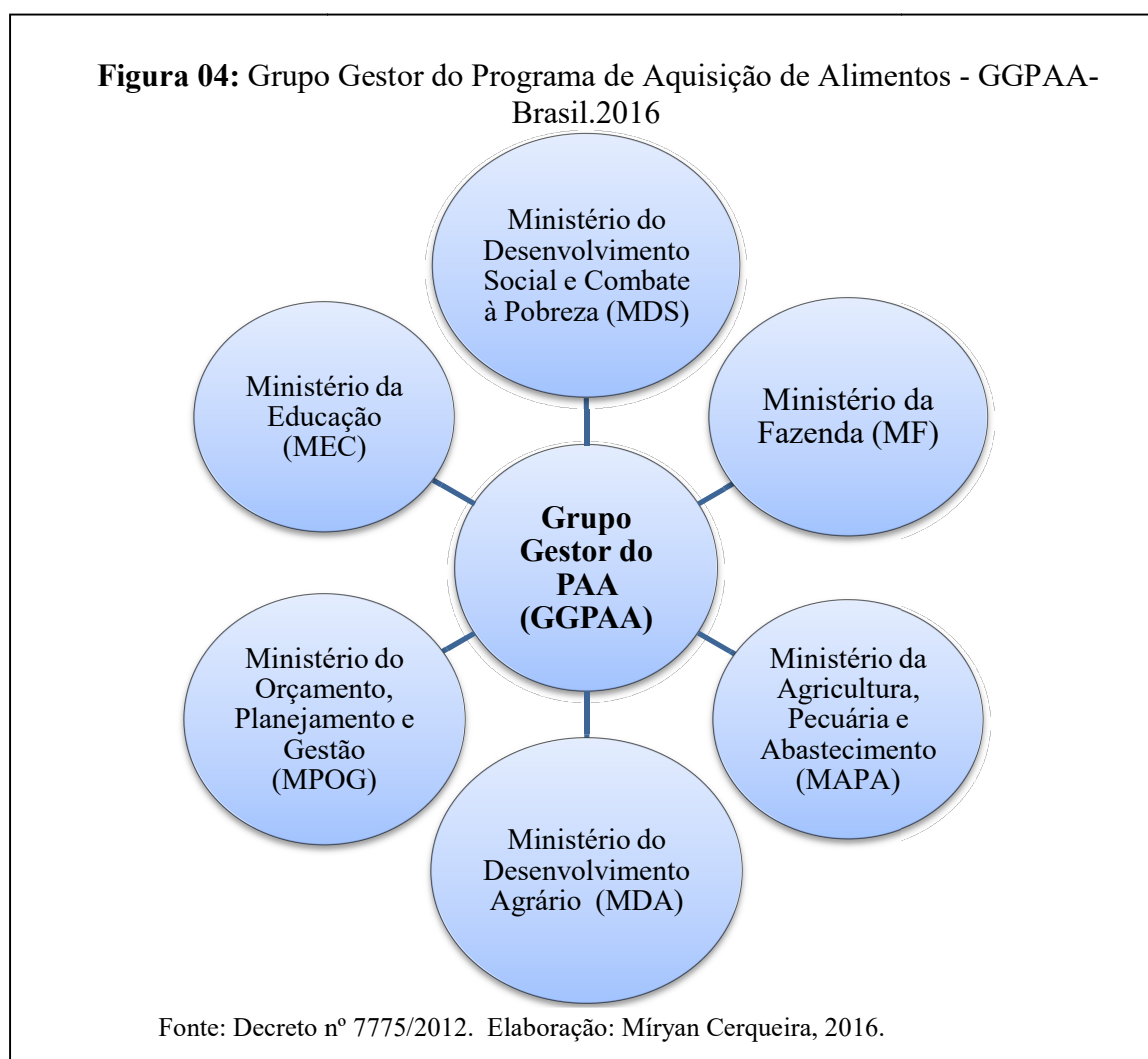 Figura 04: Grupo Gestor do Programa de Aquisição de Alimentos - GGPAA-
Brasil.2016
Ministério do
Desenvolvimento
Social e Combate
à Pobreza (MDS)
Ministério da
Fazenda (MF)
Ministério da
Agricultura,
Pecuária e
Abastecimento
(MAPA)
Ministério do
Desenvolvimento
Agrário (MDA)
Ministério do
Orçamento,
Planejamento e
Gestão
(MPOG)
Ministério da
Educação
(MEC)
Grupo
Gestor do
PAA
(GGPAA)
Fonte: Decreto nº 7775/2012. Elaboração: Míryan Cerqueira, 2016.